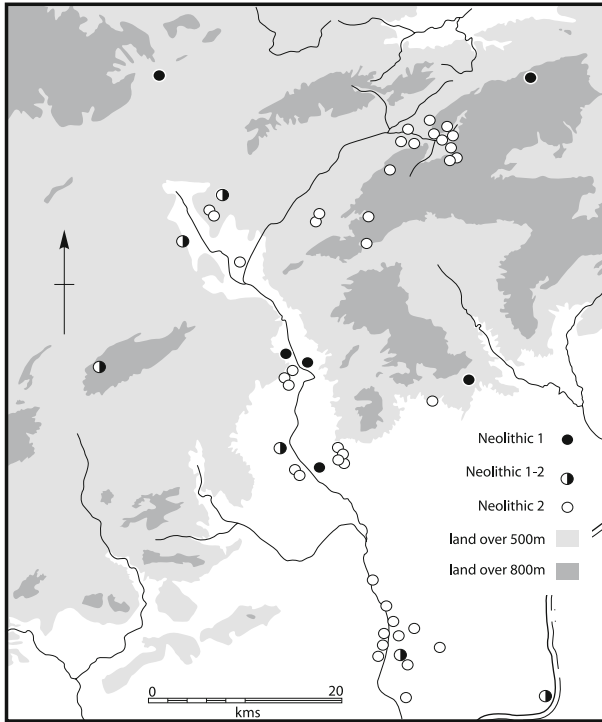 Neolithic 1
Neolithic 1-2
Neolithic 2
land over 500m
land over 800m
0 20
kms